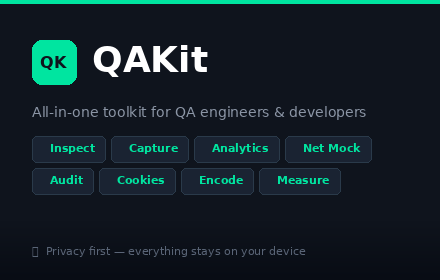 QK QAKit
All-in-one toolkit for QA engineers & developers
Inspect Capture Analytics Net Mock
Audit Cookies Encode Measure
Privacy first — everything stays on your device